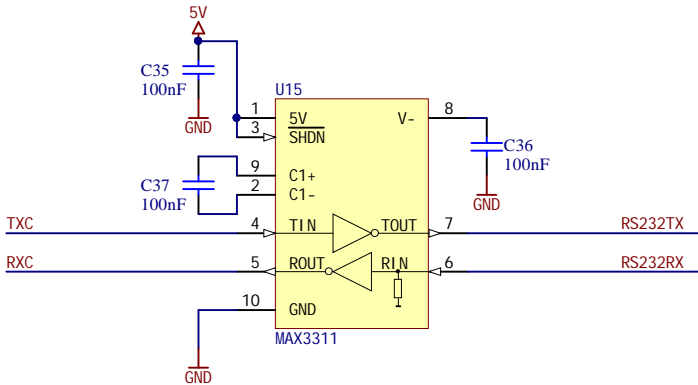 5V
C35
100nF
GND
U15
1
5V
V-
8
3
SHDN
C36
100nF
GND
9
C1+
C37
100nF
2
C1-
TXC
4
TIN
TOUT
7
RS232TX
RXC
5
ROUT
RIN
6
RS232RX
10
GND
MAX3311
GND